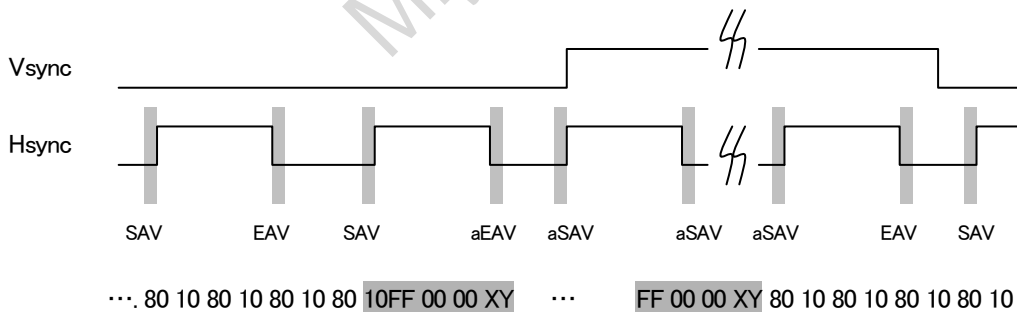 Vsync
Hsync
SAV EAV SAV aEAV aSAV aSAV aSAV EAV SAV
…. 80 10 80 10 80 10 80 10FF 00 00 XY … FF 00 00 XY 80 10 80 10 80 10 80 10